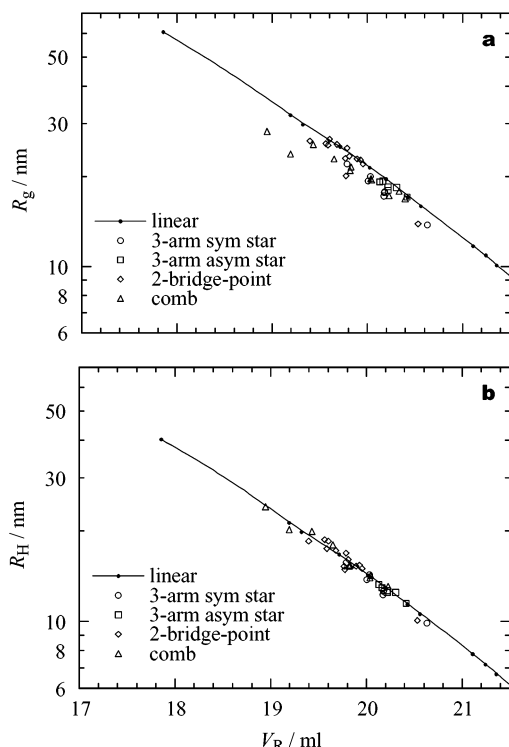 a
50
30
10
8
6
R_g / nm
linear
3-arm sym star
3-arm asym star
2-bridge-point
comb
b
50
30
10
8
6
R_H / nm
linear
3-arm sym star
3-arm asym star
2-bridge-point
comb
17 18 19 20 21
V_R / ml